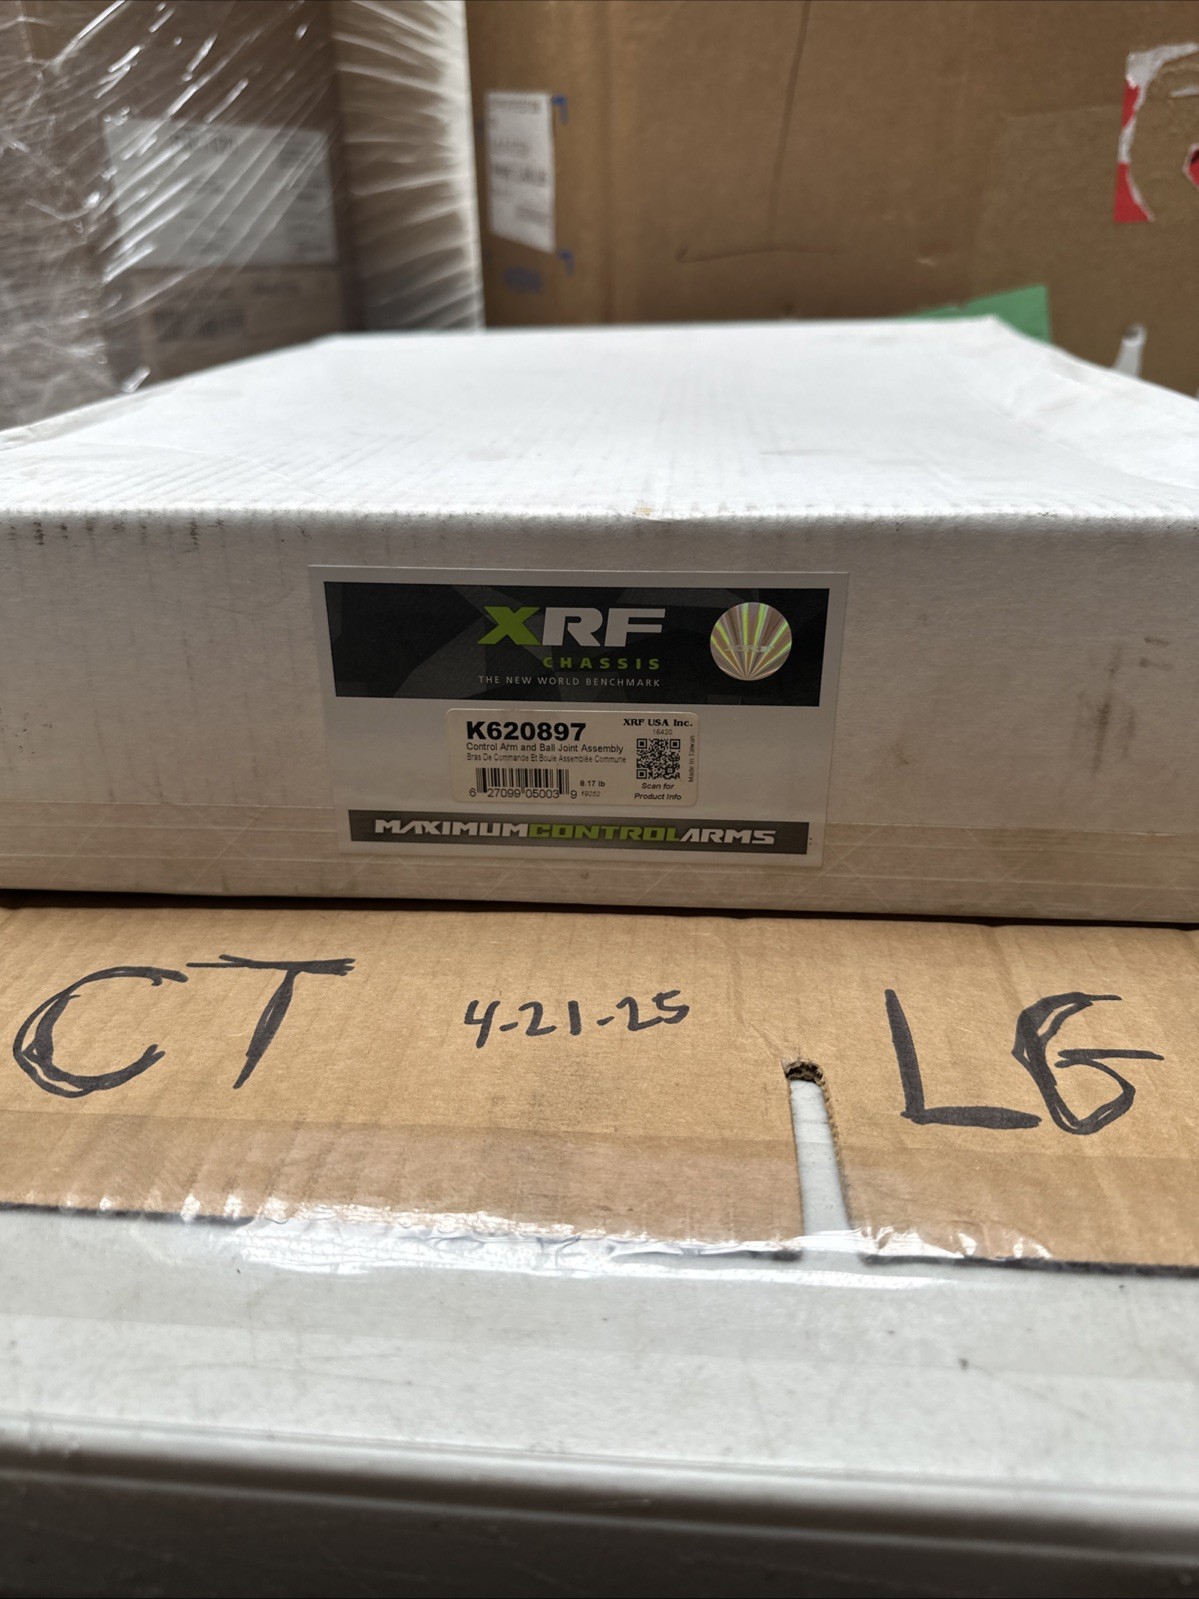 XRF
CHASSIS
THE NEW WORLD BENCHMARK
K620897
XRF USA Inc.
16420
Control Arm and Ball Joint Assembly
Bras De Commande Et Boule Assemblée Commune
Made In Taiwan
8.17 lb
6 27099 05003 9
Scan for
Product Info
MAXIMUMCONTROLARMS
CT 4-21-25 LG